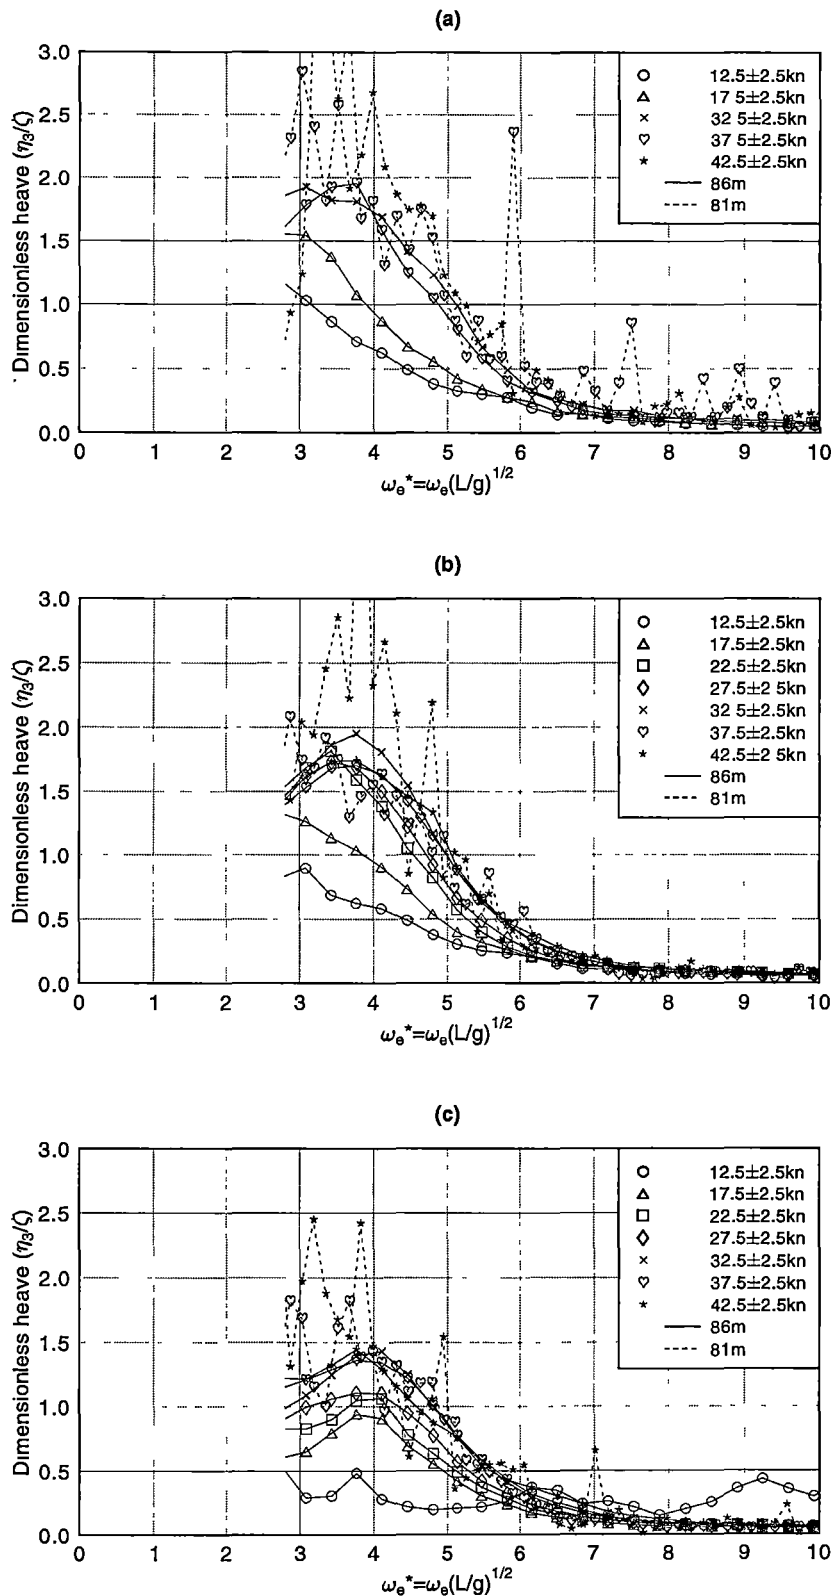 (a)
3.0
2.5
2.0
1.5
1.0
0.5
0.0
Dimensionless heave (η3/ζ)
12.5±2.5kn
17 5±2.5kn
32 5±2.5kn
37 5±2.5kn
42.5±2.5kn
86m
81m
0 1 2 3 4 5 6 7 8 9 10
ωe*=ωe(L/g)1/2
(b)
3.0
2.5
2.0
1.5
1.0
0.5
0.0
Dimensionless heave (η3/ζ)
12.5±2.5kn
17.5±2.5kn
22.5±2.5kn
27.5±2 5kn
32 5±2.5kn
37.5±2.5kn
42.5±2 5kn
86m
81m
0 1 2 3 4 5 6 7 8 9 10
ωe*=ωe(L/g)1/2
(c)
3.0
2.5
2.0
1.5
1.0
0.5
0.0
Dimensionless heave (η3/ζ)
12.5±2.5kn
17.5±2.5kn
22.5±2.5kn
27.5±2.5kn
32.5±2.5kn
37.5±2.5kn
42.5±2.5kn
86m
81m
0 1 2 3 4 5 6 7 8 9 10
ωe*=ωe(L/g)1/2